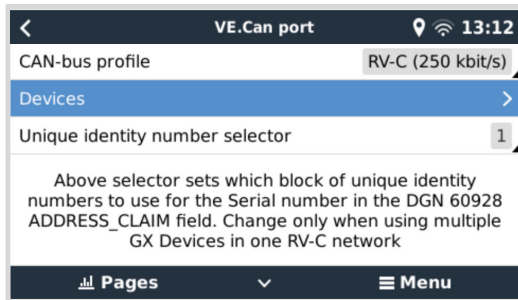 VE.Can port 13:12
CAN-bus profile RV-C (250 kbit/s)
Devices
Unique identity number selector 1
Above selector sets which block of unique identity
numbers to use for the Serial number in the DGN 60928
ADDRESS_CLAIM field. Change only when using multiple
GX Devices in one RV-C network
Pages Menu